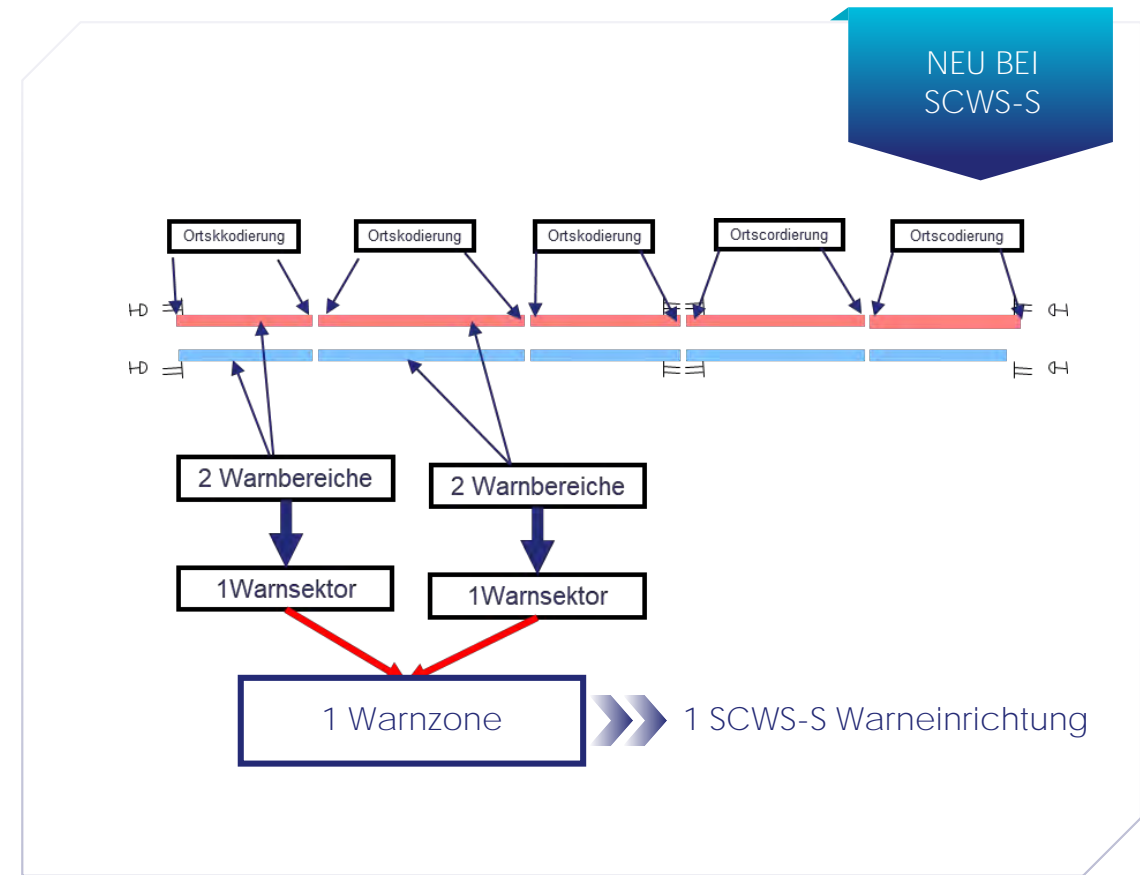 NEU BEI
SCWS-S
Ortskkodierung
Ortskodierung
Ortskodierung
Ortscordierung
Ortscodierung
2 Warnbereiche
2 Warnbereiche
1Warnsektor
1Warnsektor
1 Warnzone
1 SCWS-S Warneinrichtung